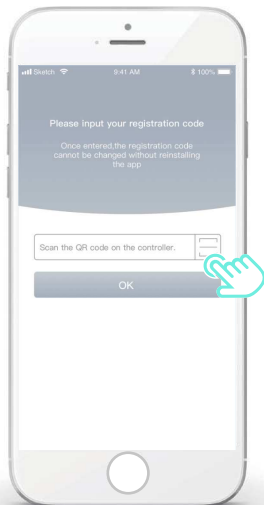 Sketch 9:41 AM 100%
Please input your registration code
Once entered,the registration code
cannot be changed without reinstalling
the app
Scan the QR code on the controller.
OK